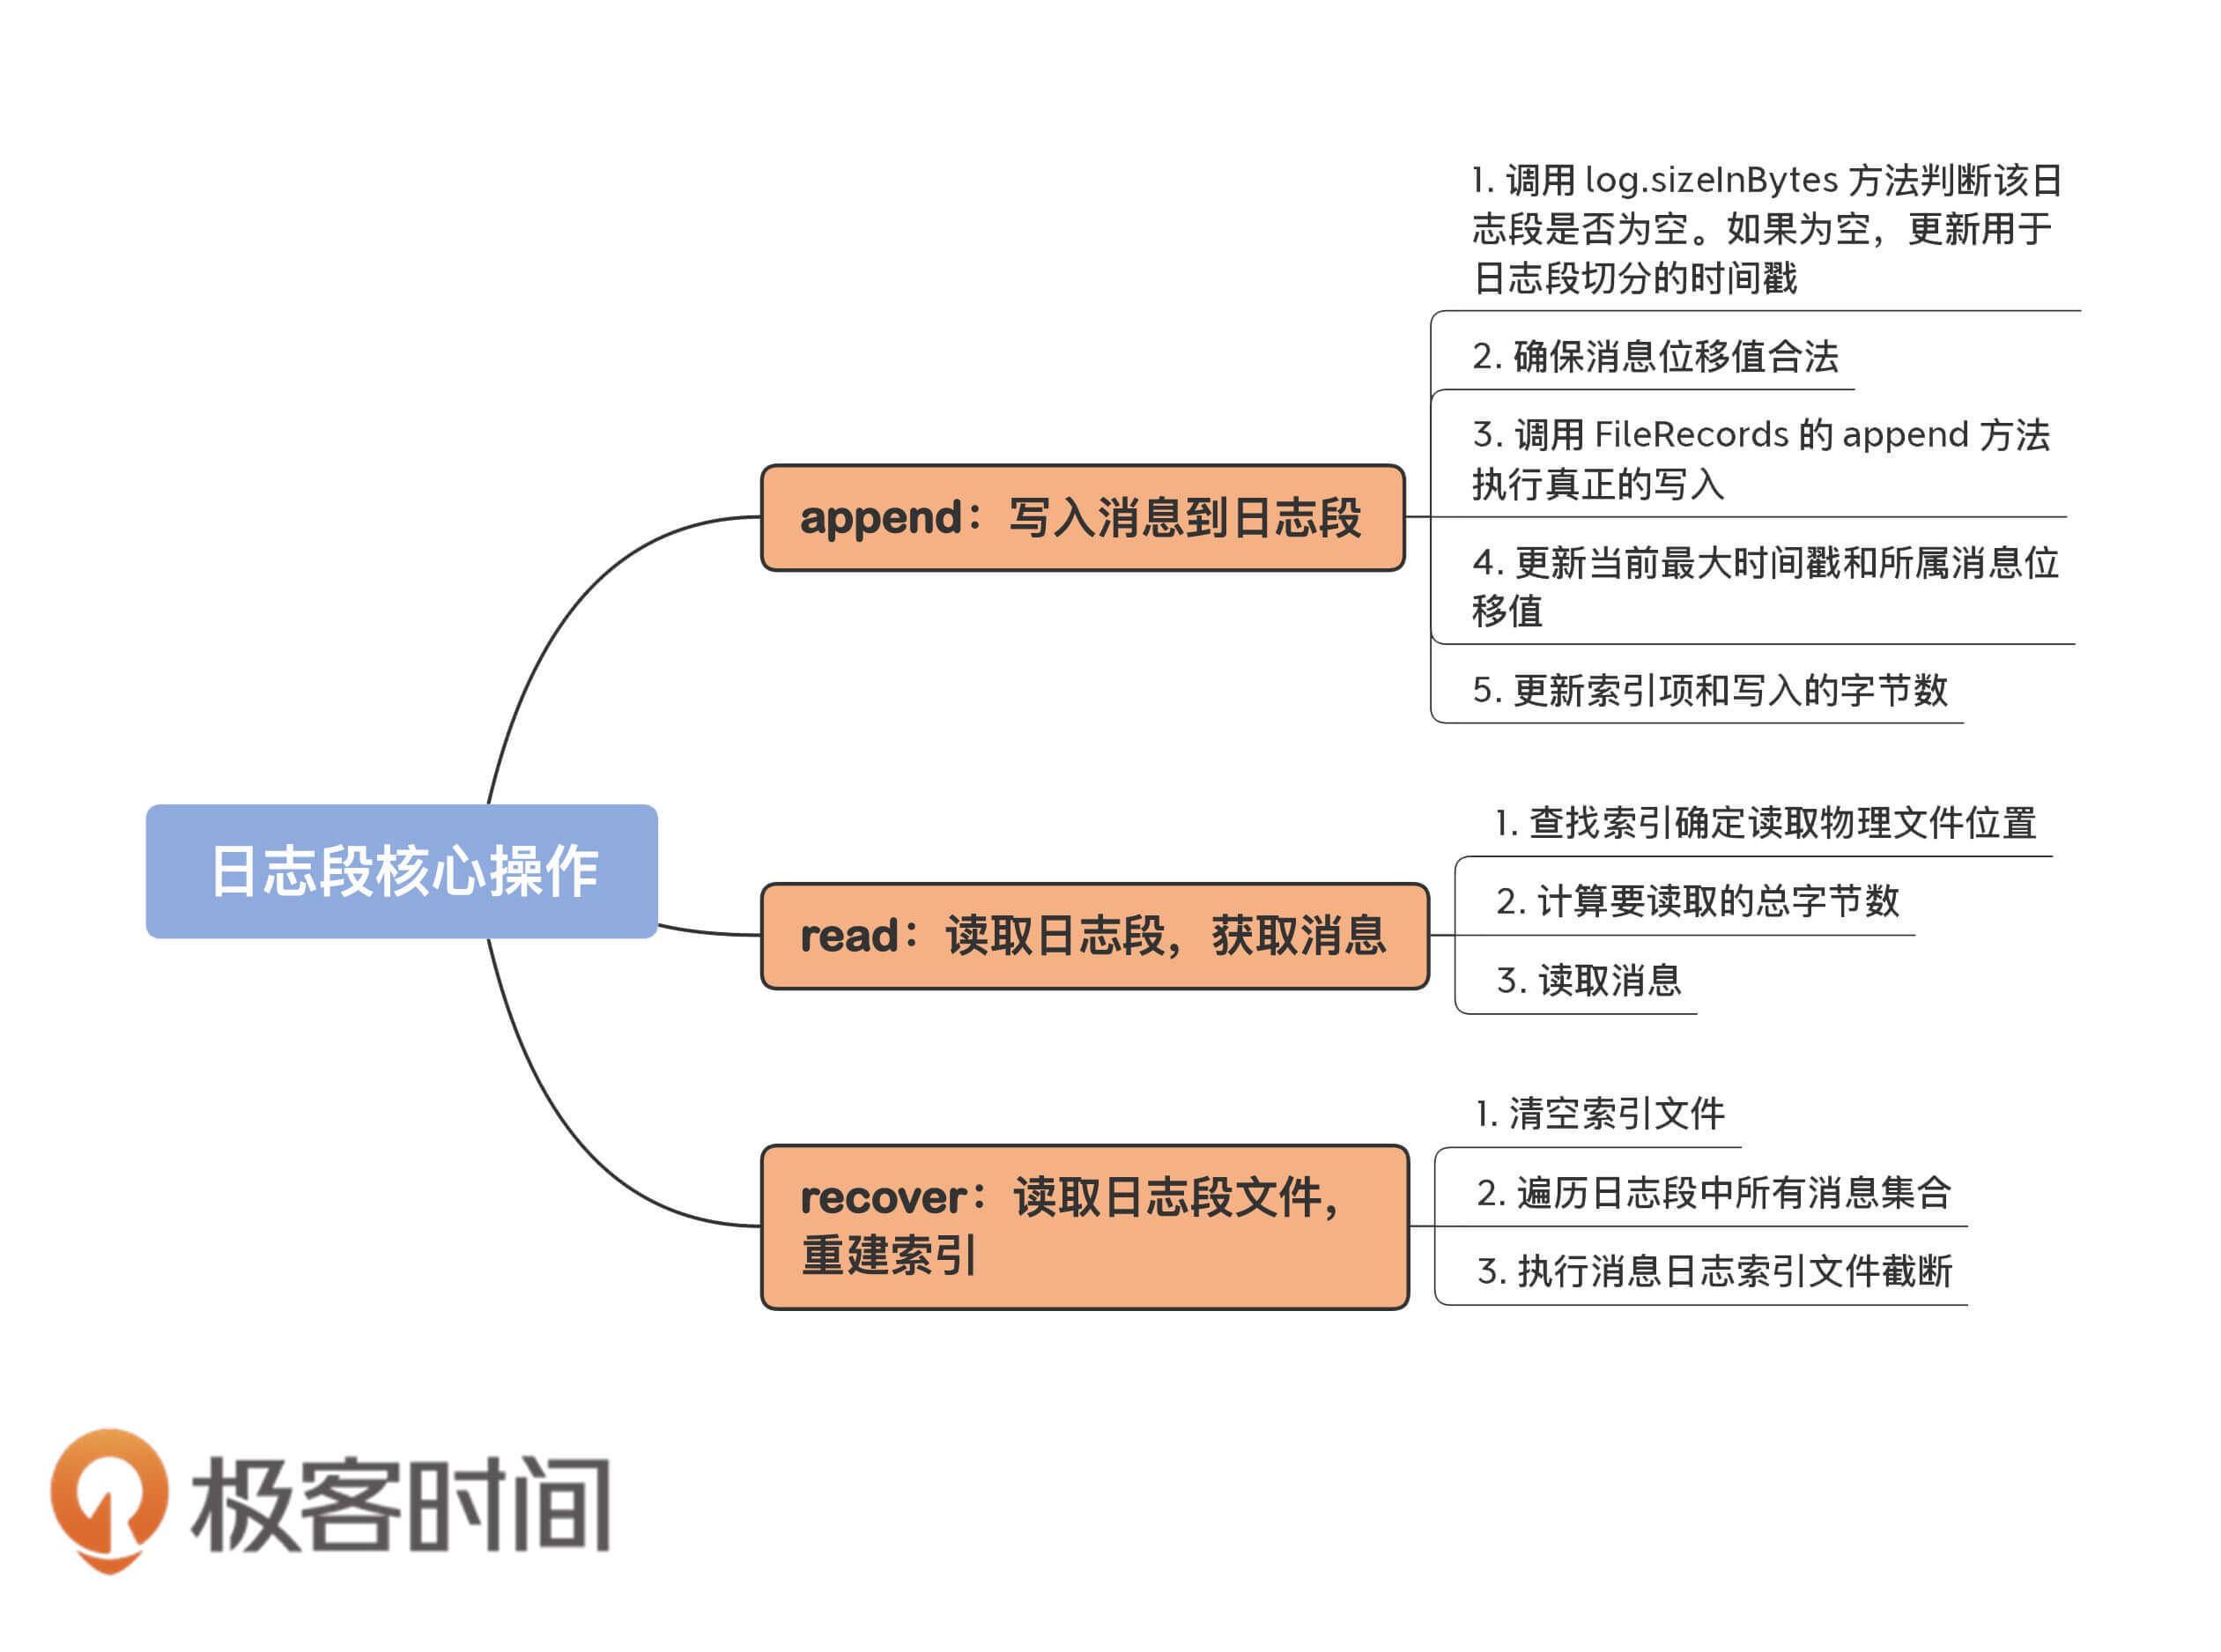 日志段核心操作
append：写入消息到日志段
1. 调用 log.sizeInBytes 方法判断该日
志段是否为空。如果为空，更新用于
日志段切分的时间戳
2. 确保消息位移值合法
3. 调用 FileRecords 的 append 方法
执行真正的写入
4. 更新当前最大时间戳和所属消息位
移值
5. 更新索引项和写入的字节数
read：读取日志段，获取消息
1. 查找索引确定读取物理文件位置
2. 计算要读取的总字节数
3. 读取消息
recover：读取日志段文件，
重建索引
1. 清空索引文件
2. 遍历日志段中所有消息集合
3. 执行消息日志索引文件截断
极客时间